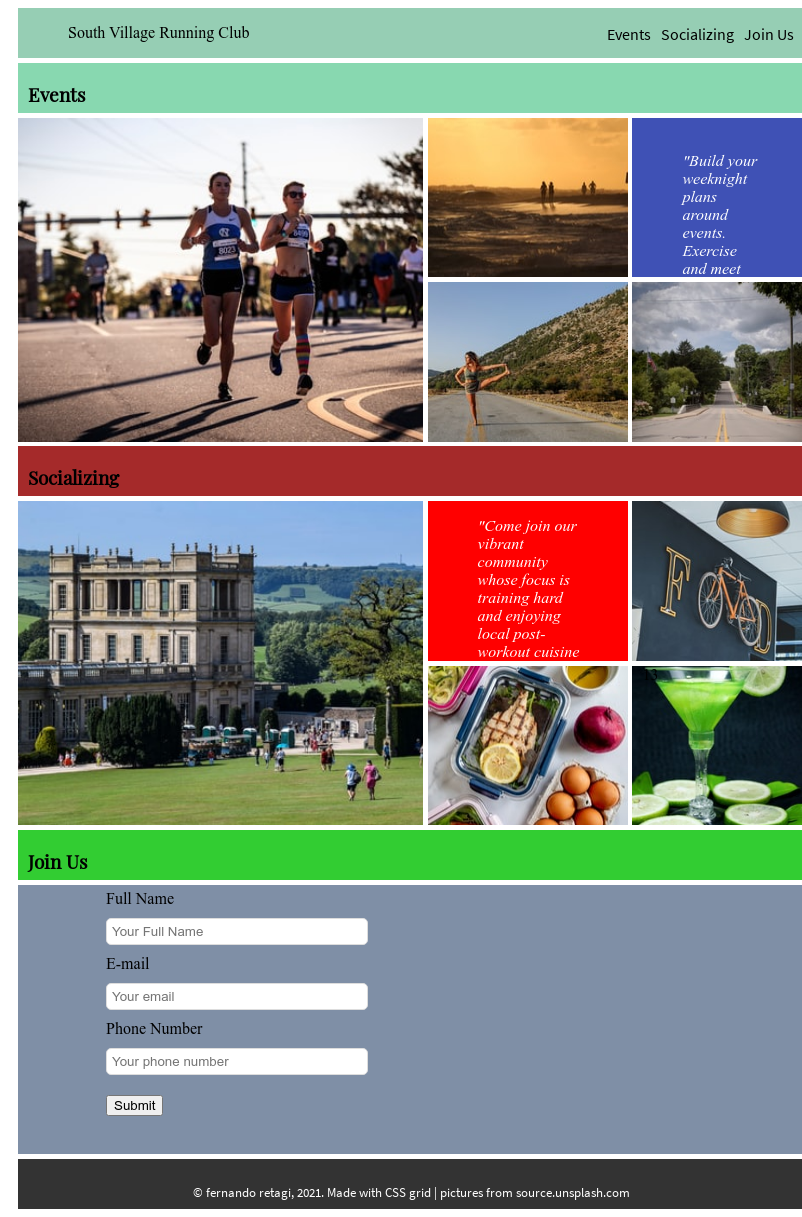 South Village Running Club
Events Socializing Join Us
Events
8023
8499
"Build your
weeknight
plans
around
events.
Exercise
and meet
Socializing
"Come join our
vibrant
community
whose focus is
training hard
and enjoying
local post-
workout cuisine
F
D
Join Us
Full Name
Your Full Name
E-mail
Your email
Phone Number
Your phone number
Submit
© fernando retagi, 2021. Made with CSS grid | pictures from source.unsplash.com